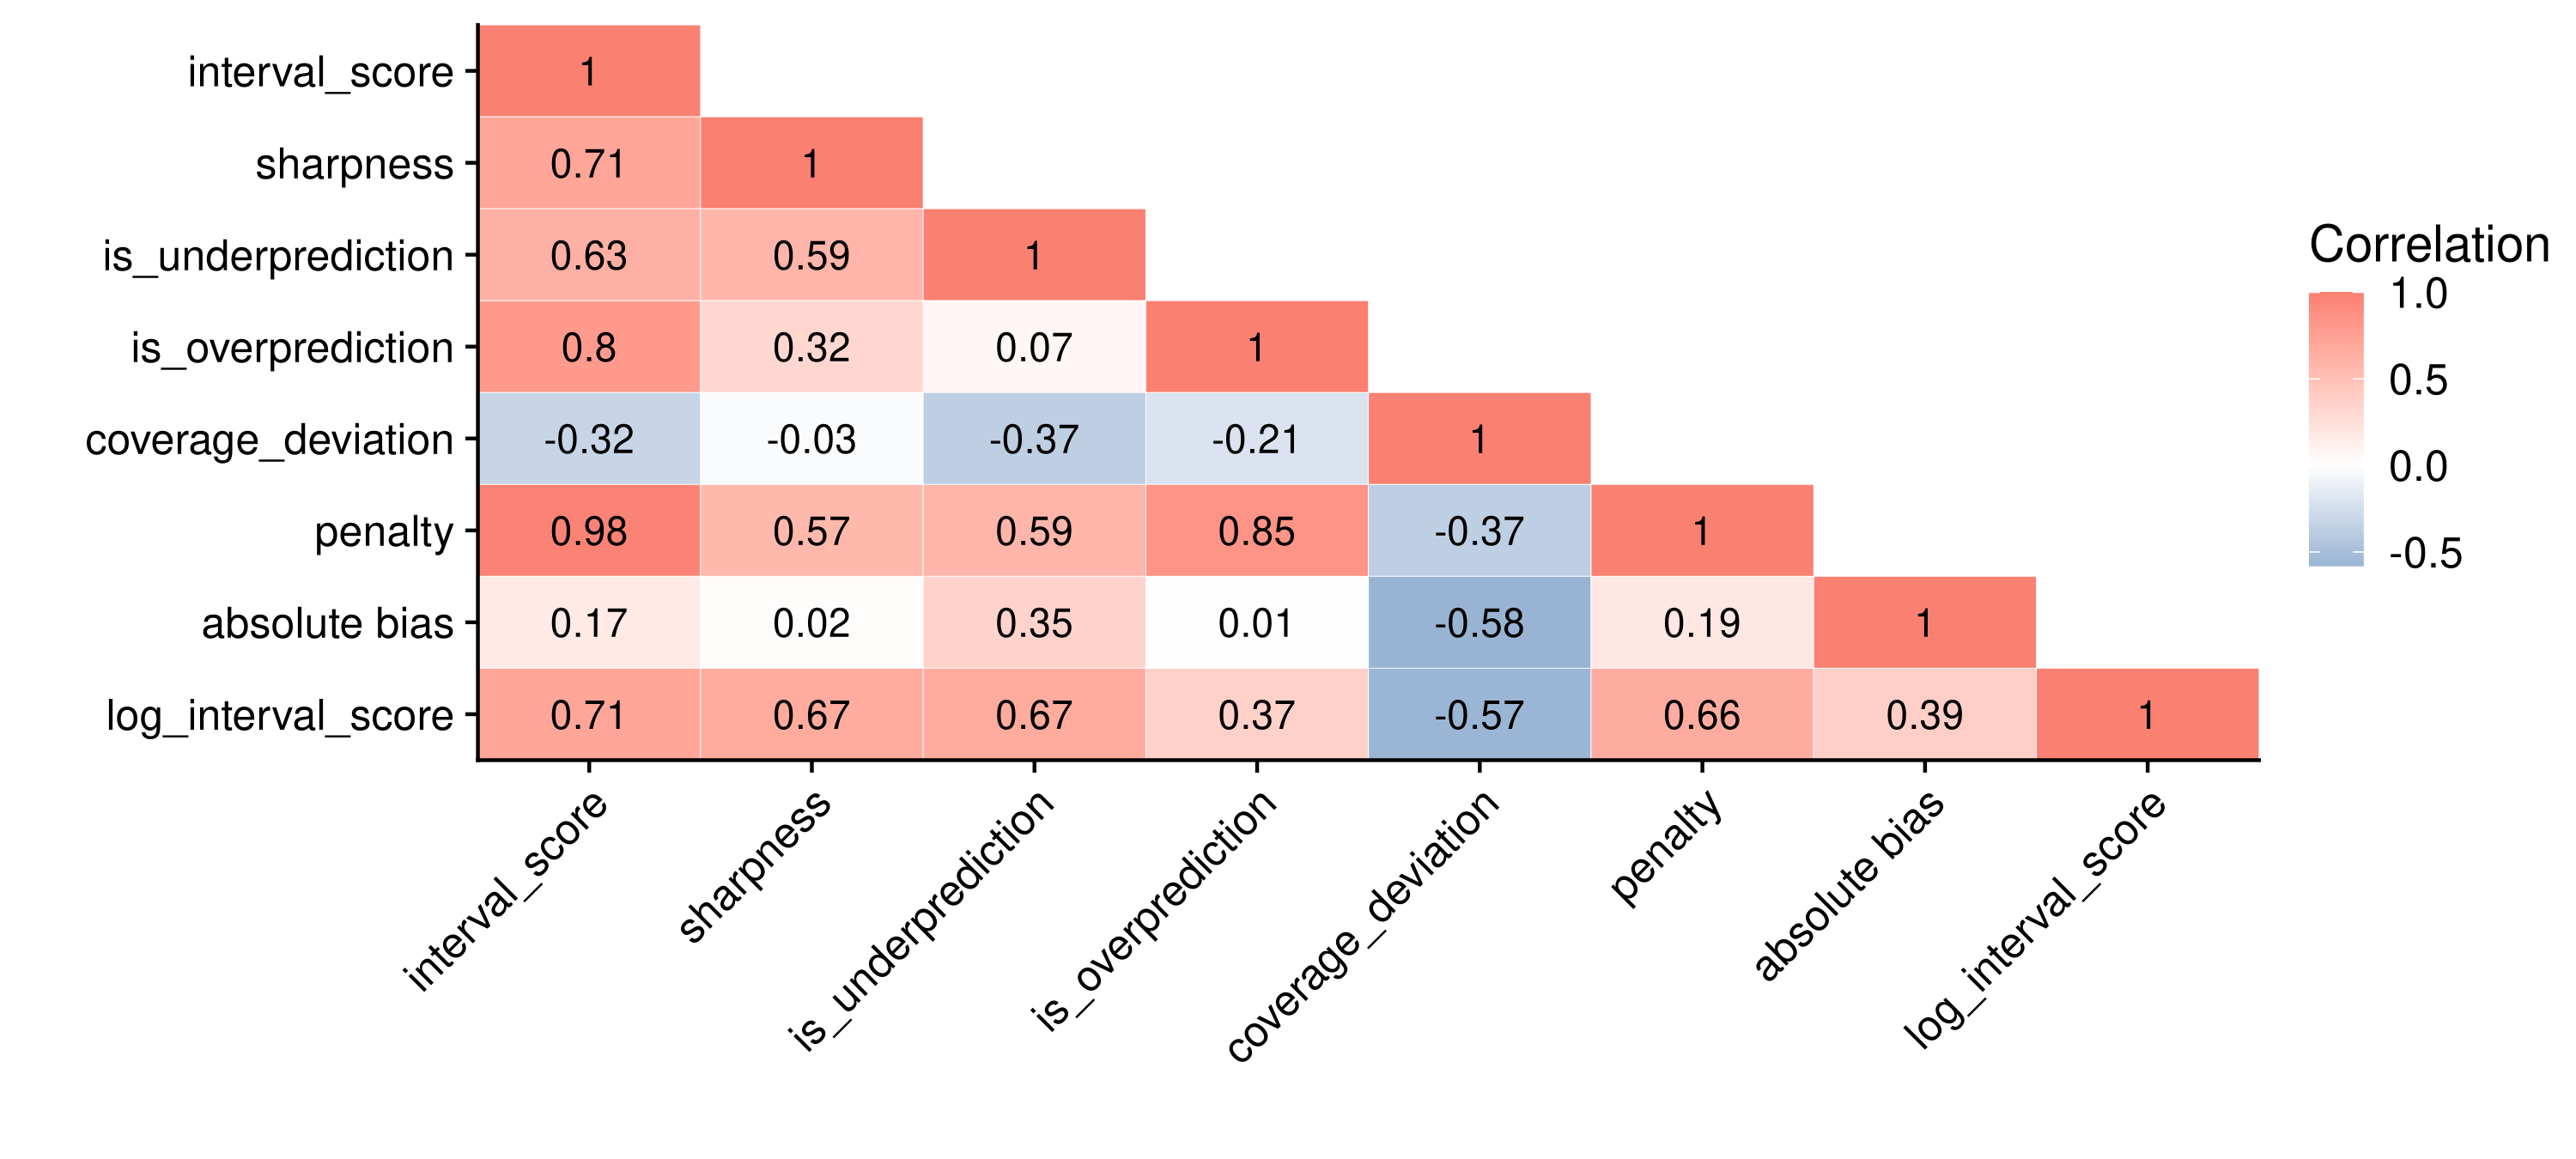 interval_score 1
sharpness 0.71 1
is_underprediction 0.63 0.59 1
is_overprediction 0.8 0.32 0.07 1
coverage_deviation -0.32 -0.03 -0.37 -0.21 1
penalty 0.98 0.57 0.59 0.85 -0.37 1
absolute bias 0.17 0.02 0.35 0.01 -0.58 0.19 1
log_interval_score 0.71 0.67 0.67 0.37 -0.57 0.66 0.39 1
interval_score
sharpness
is_underprediction
is_overprediction
coverage_deviation
penalty
absolute bias
log_interval_score
Correlation
1.0
0.5
0.0
-0.5